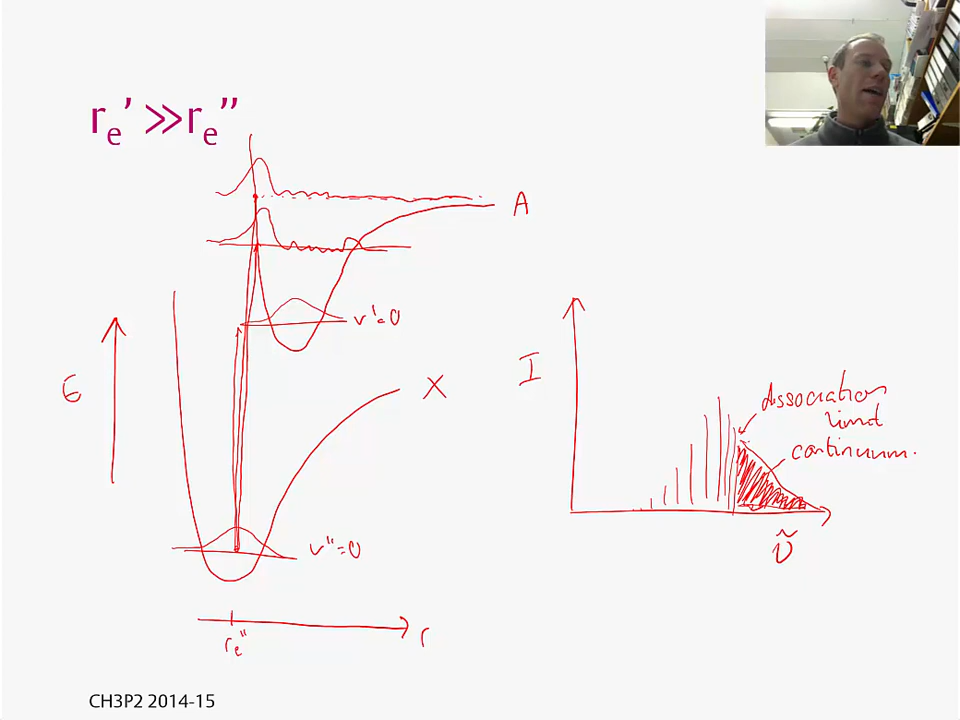 rₑ' ≫ rₑ"
A
v'=0
Є
X
v"=0
rₑ"
r
I
dissociation
limit
continuum.
ῦ
CH3P2 2014-15